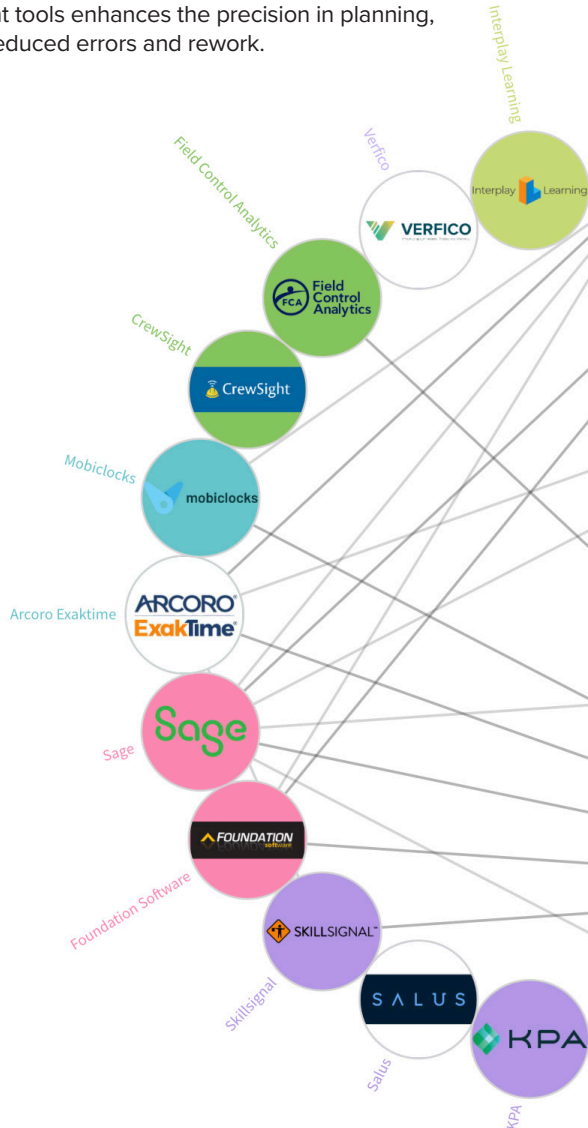 nt tools enhances the precision in planning,
educed errors and rework.
Interplay Learning
Interplay Learning
Verfico
VERFICO
Field Control Analytics
FCA
Field
Control
Analytics
CrewSight
CrewSight
Mobiclocks
mobiclocks
Arcoro Exaktime
ARCORO®
ExakTime®
Sage
Sage
FOUNDATION
software
Foundation Software
SKILLSIGNAL™
Skillsignal
SALUS
Salus
KPA
KPA